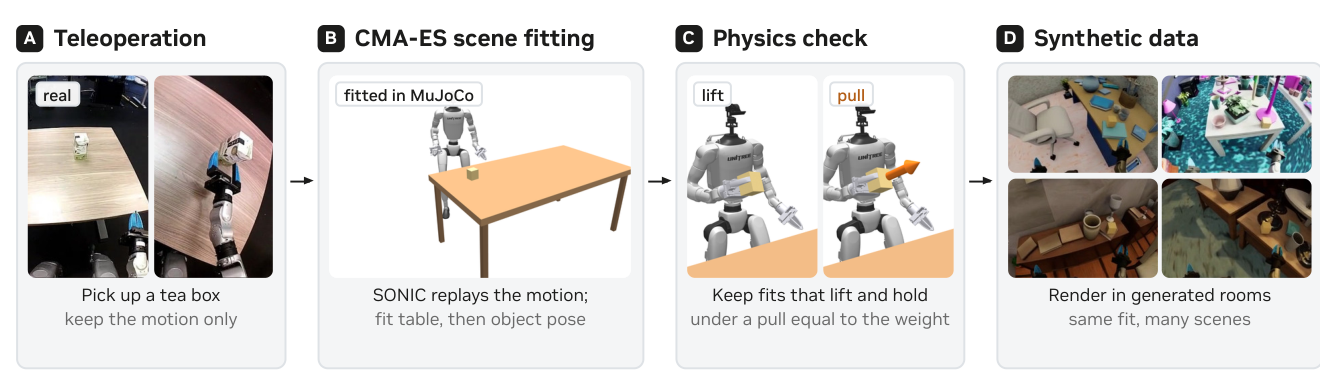 A Teleoperation
real
Pick up a tea box
keep the motion only
B CMA-ES scene fitting
fitted in MuJoCo
SONIC replays the motion;
fit table, then object pose
C Physics check
lift
pull
UNITREE
UNITREE
Keep fits that lift and hold
under a pull equal to the weight
D Synthetic data
Render in generated rooms
same fit, many scenes